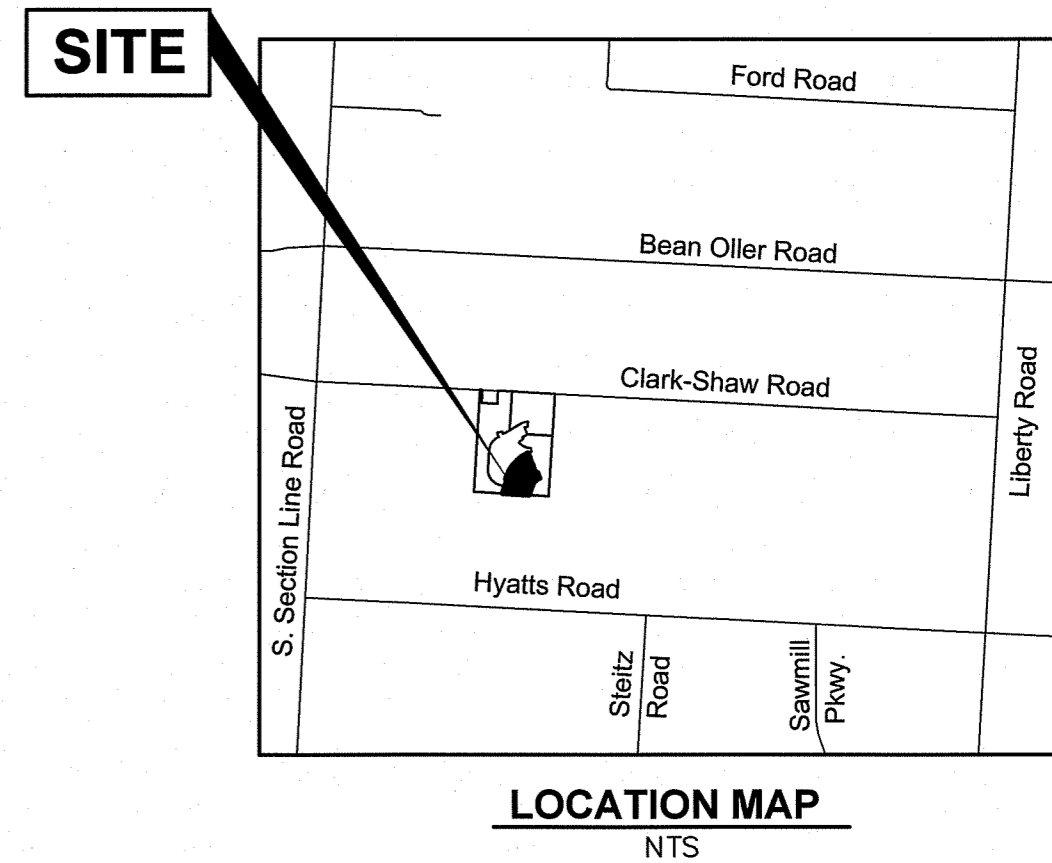 SITE
Ford Road
Bean Oller Road
Clark-Shaw Road
Liberty Road
S. Section Line Road
Hyatts Road
Steitz
Road
Sawmill
Pkwy.
LOCATION MAP
NTS